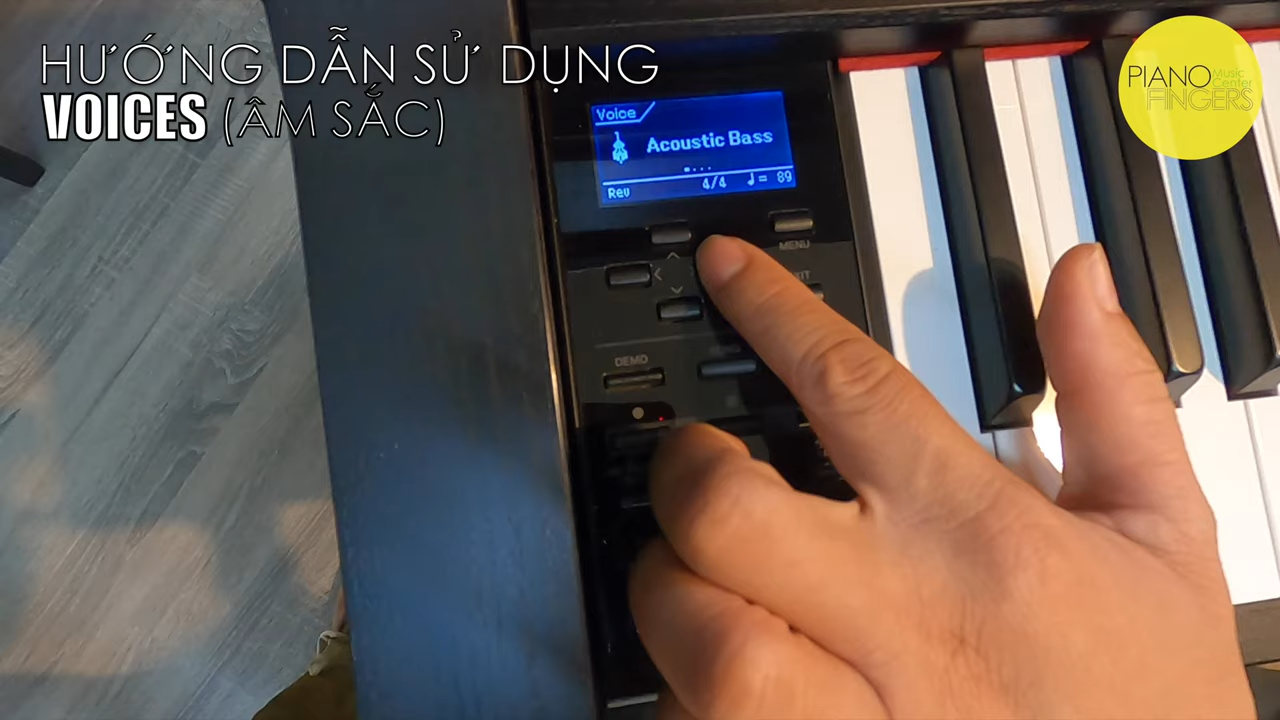 HƯỚNG DẪN SỬ DỤNG
VOICES (ÂM SẮC)
PIANO Music
Center
FINGERS
Voice
Acoustic Bass
Rev 4/4 ♩= 89
MENU
DEMO